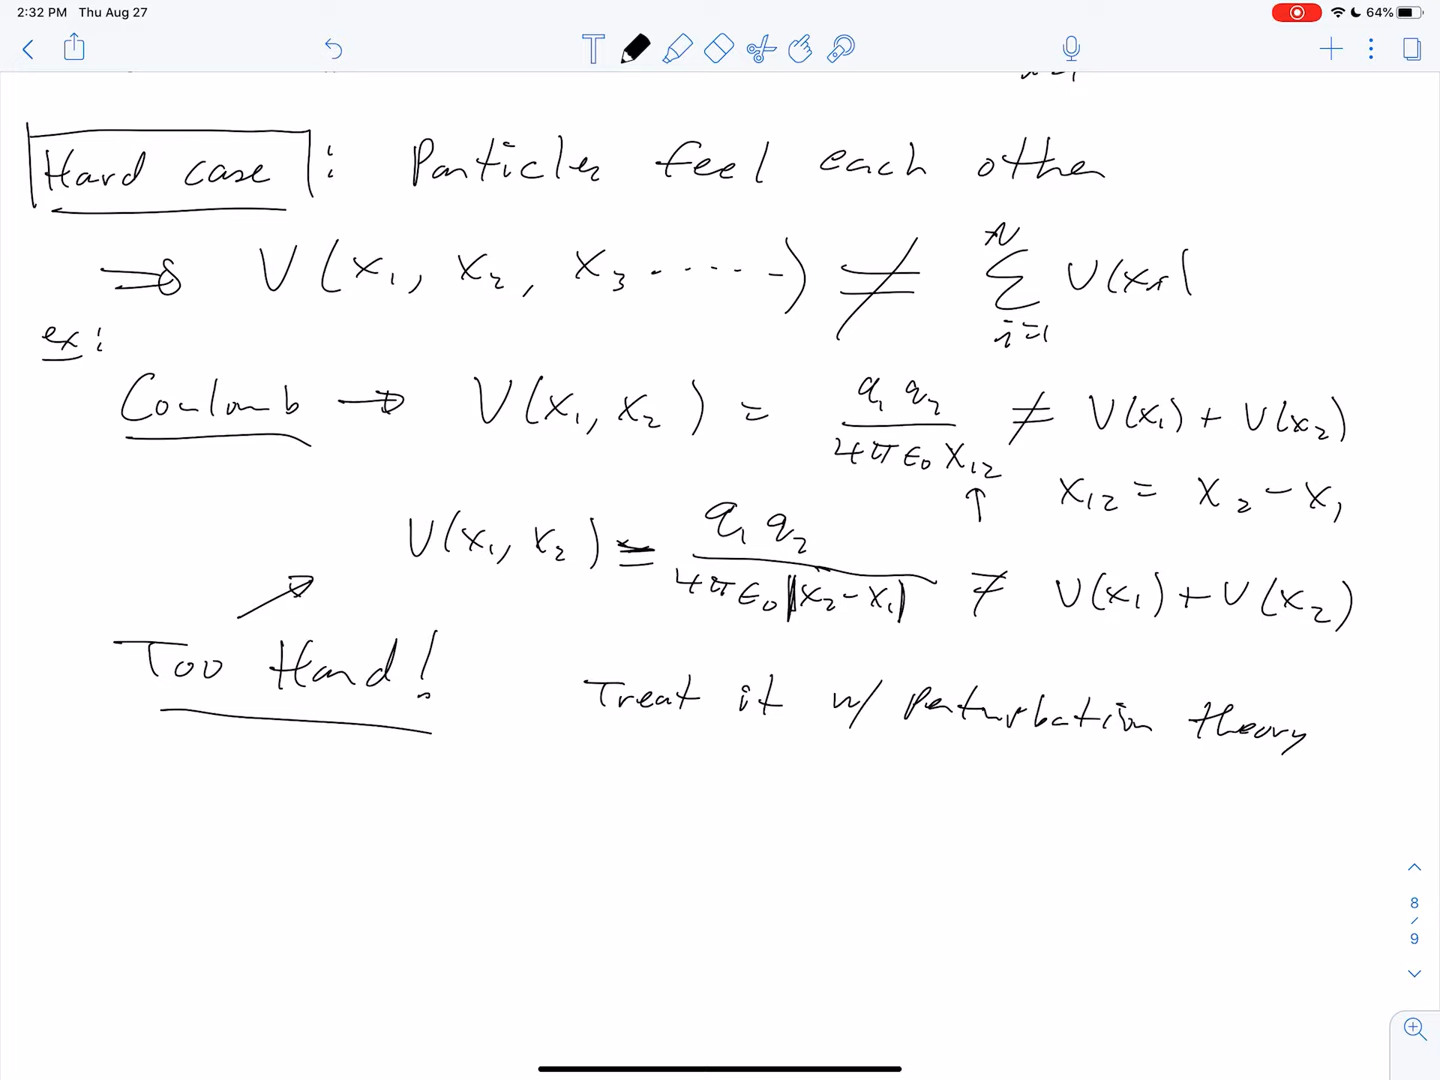 2:32 PM Thu Aug 27 64%
Hard case : Particles feel each other
⇒ V(x₁, x₂, x₃ ......) ≠ Σ_{i=1}^{N} V(xᵢ)
ex:
Coulomb → V(x₁, x₂) = q₁ q₂ / 4πε₀ x₁₂ ≠ V(x₁) + V(x₂)
↑ x₁₂ = x₂ - x₁
V(x₁, x₂) = q₁ q₂ / 4πε₀ |x₂ - x₁| ≠ V(x₁) + V(x₂)
Too Hard!
Treat it w/ perturbation theory
8
/
9